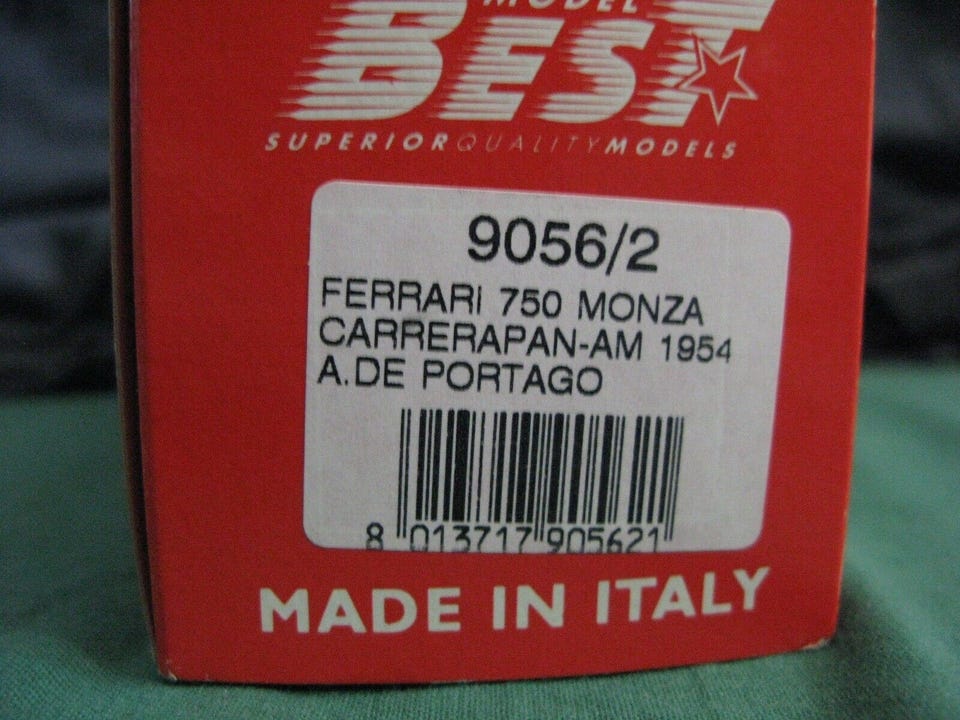 MODEL
BEST
SUPERIORQUALITYMODELS
9056/2
FERRARI 750 MONZA
CARRERAPAN-AM 1954
A.DE PORTAGO
8 013717 905621
MADE IN ITALY